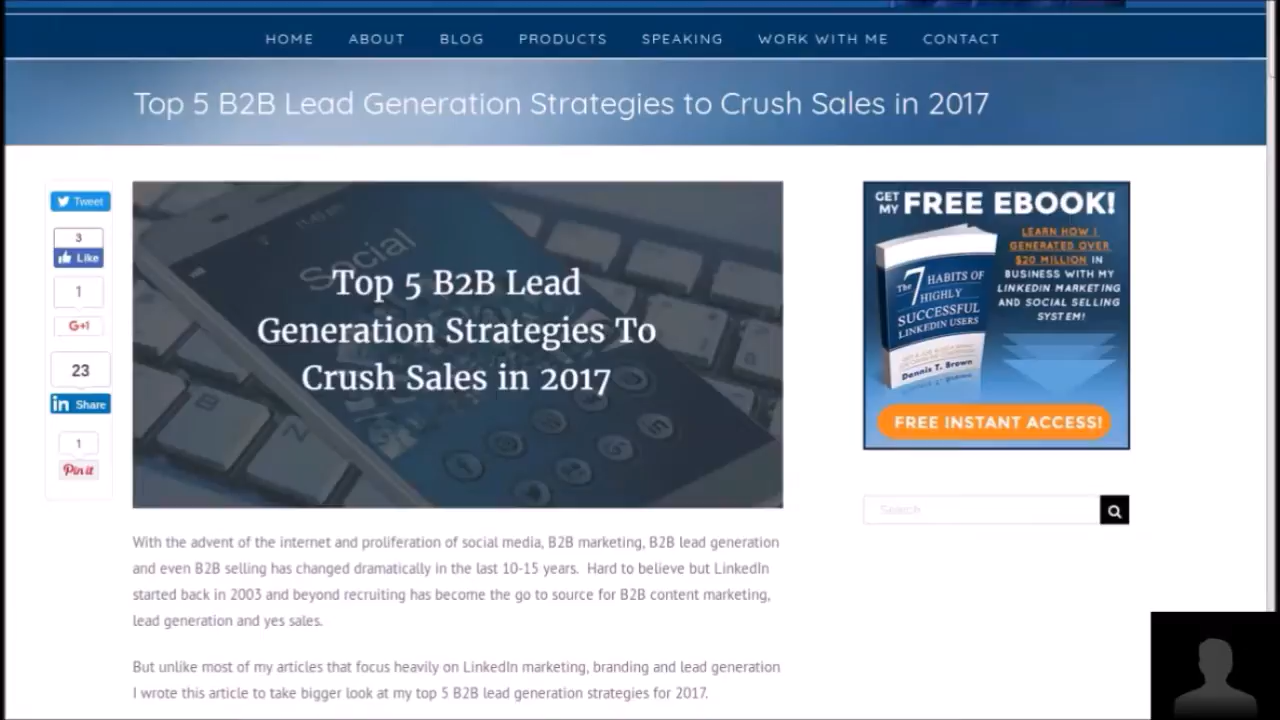 HOME ABOUT BLOG PRODUCTS SPEAKING WORK WITH ME CONTACT
Top 5 B2B Lead Generation Strategies to Crush Sales in 2017
Tweet
3
Like
1
G+1
23
in Share
1
Pin it
Social
Top 5 B2B Lead
Generation Strategies To
Crush Sales in 2017
GET MY FREE EBOOK!
LEARN HOW I
GENERATED OVER
$20 MILLION IN
BUSINESS WITH MY
LINKEDIN MARKETING
AND SOCIAL SELLING
SYSTEM!
The 7 HABITS OF
HIGHLY
SUCCESSFUL
LINKEDIN USERS
Dennis T. Brown
FREE INSTANT ACCESS!
Search
With the advent of the internet and proliferation of social media, B2B marketing, B2B lead generation
and even B2B selling has changed dramatically in the last 10-15 years.  Hard to believe but LinkedIn
started back in 2003 and beyond recruiting has become the go to source for B2B content marketing,
lead generation and yes sales.
But unlike most of my articles that focus heavily on LinkedIn marketing, branding and lead generation
I wrote this article to take bigger look at my top 5 B2B lead generation strategies for 2017.